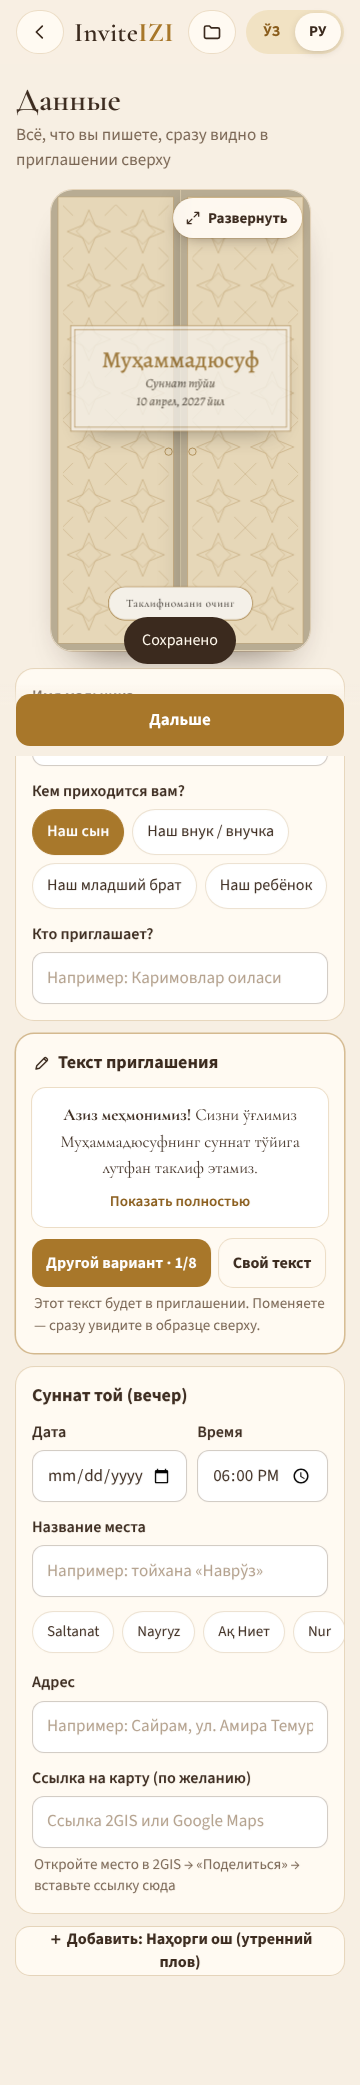 InviteIZI
ЎЗ
РУ
Данные
Всё, что вы пишете, сразу видно в
приглашении сверху
Развернуть
Муҳаммадюсуф
Суннат тўйи
10 апрел, 2027 йил
Таклифномани очинг
Сохранено
Дальше
Кем приходится вам?
Наш сын
Наш внук / внучка
Наш младший брат
Наш ребёнок
Кто приглашает?
Например: Каримовлар оиласи
Текст приглашения
Азиз меҳмонимиз! Сизни ўғлимиз
Муҳаммадюсуфнинг суннат тўйига
лутфан таклиф этамиз.
Показать полностью
Другой вариант · 1/8
Свой текст
Этот текст будет в приглашении. Поменяете
— сразу увидите в образце сверху.
Суннат той (вечер)
Дата
Время
mm/dd/yyyy
06:00 PM
Название места
Например: тойхана «Наврўз»
Saltanat
Nayryz
Ақ Ниет
Nur
Адрес
Например: Сайрам, ул. Амира Темур
Ссылка на карту (по желанию)
Ссылка 2GIS или Google Maps
Откройте место в 2GIS → «Поделиться» →
вставьте ссылку сюда
+ Добавить: Наҳорги ош (утренний
плов)